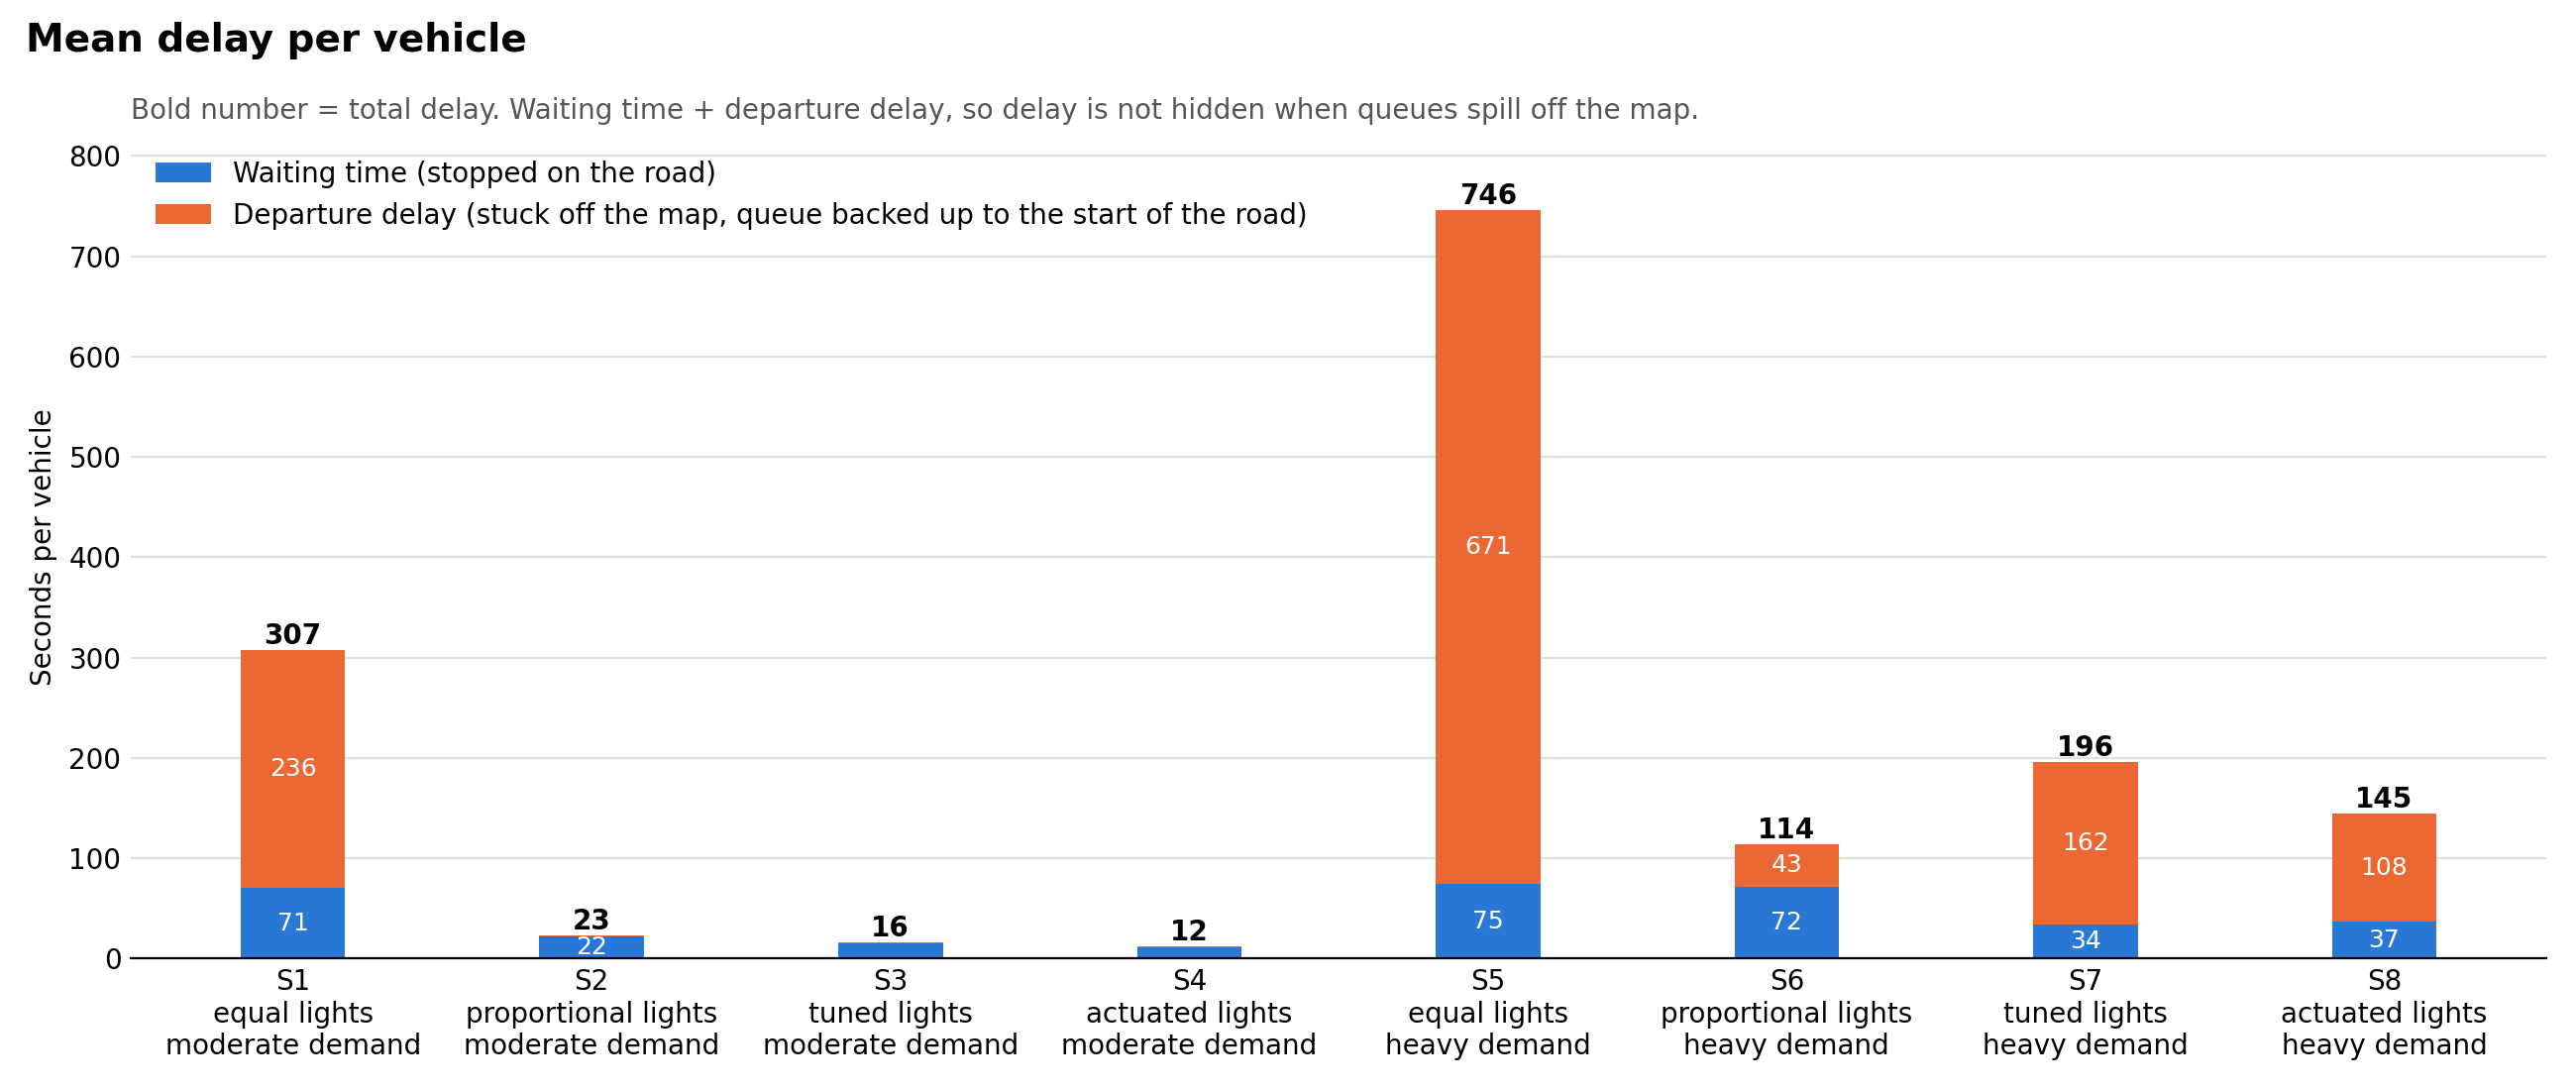 Mean delay per vehicle
Bold number = total delay. Waiting time + departure delay, so delay is not hidden when queues spill off the map.
Waiting time (stopped on the road)
Departure delay (stuck off the map, queue backed up to the start of the road)
Seconds per vehicle
800
700
600
500
400
300
200
100
0
307
236
71
23
22
16
12
746
671
75
114
43
72
196
162
34
145
108
37
S1
equal lights
moderate demand
S2
proportional lights
moderate demand
S3
tuned lights
moderate demand
S4
actuated lights
moderate demand
S5
equal lights
heavy demand
S6
proportional lights
heavy demand
S7
tuned lights
heavy demand
S8
actuated lights
heavy demand